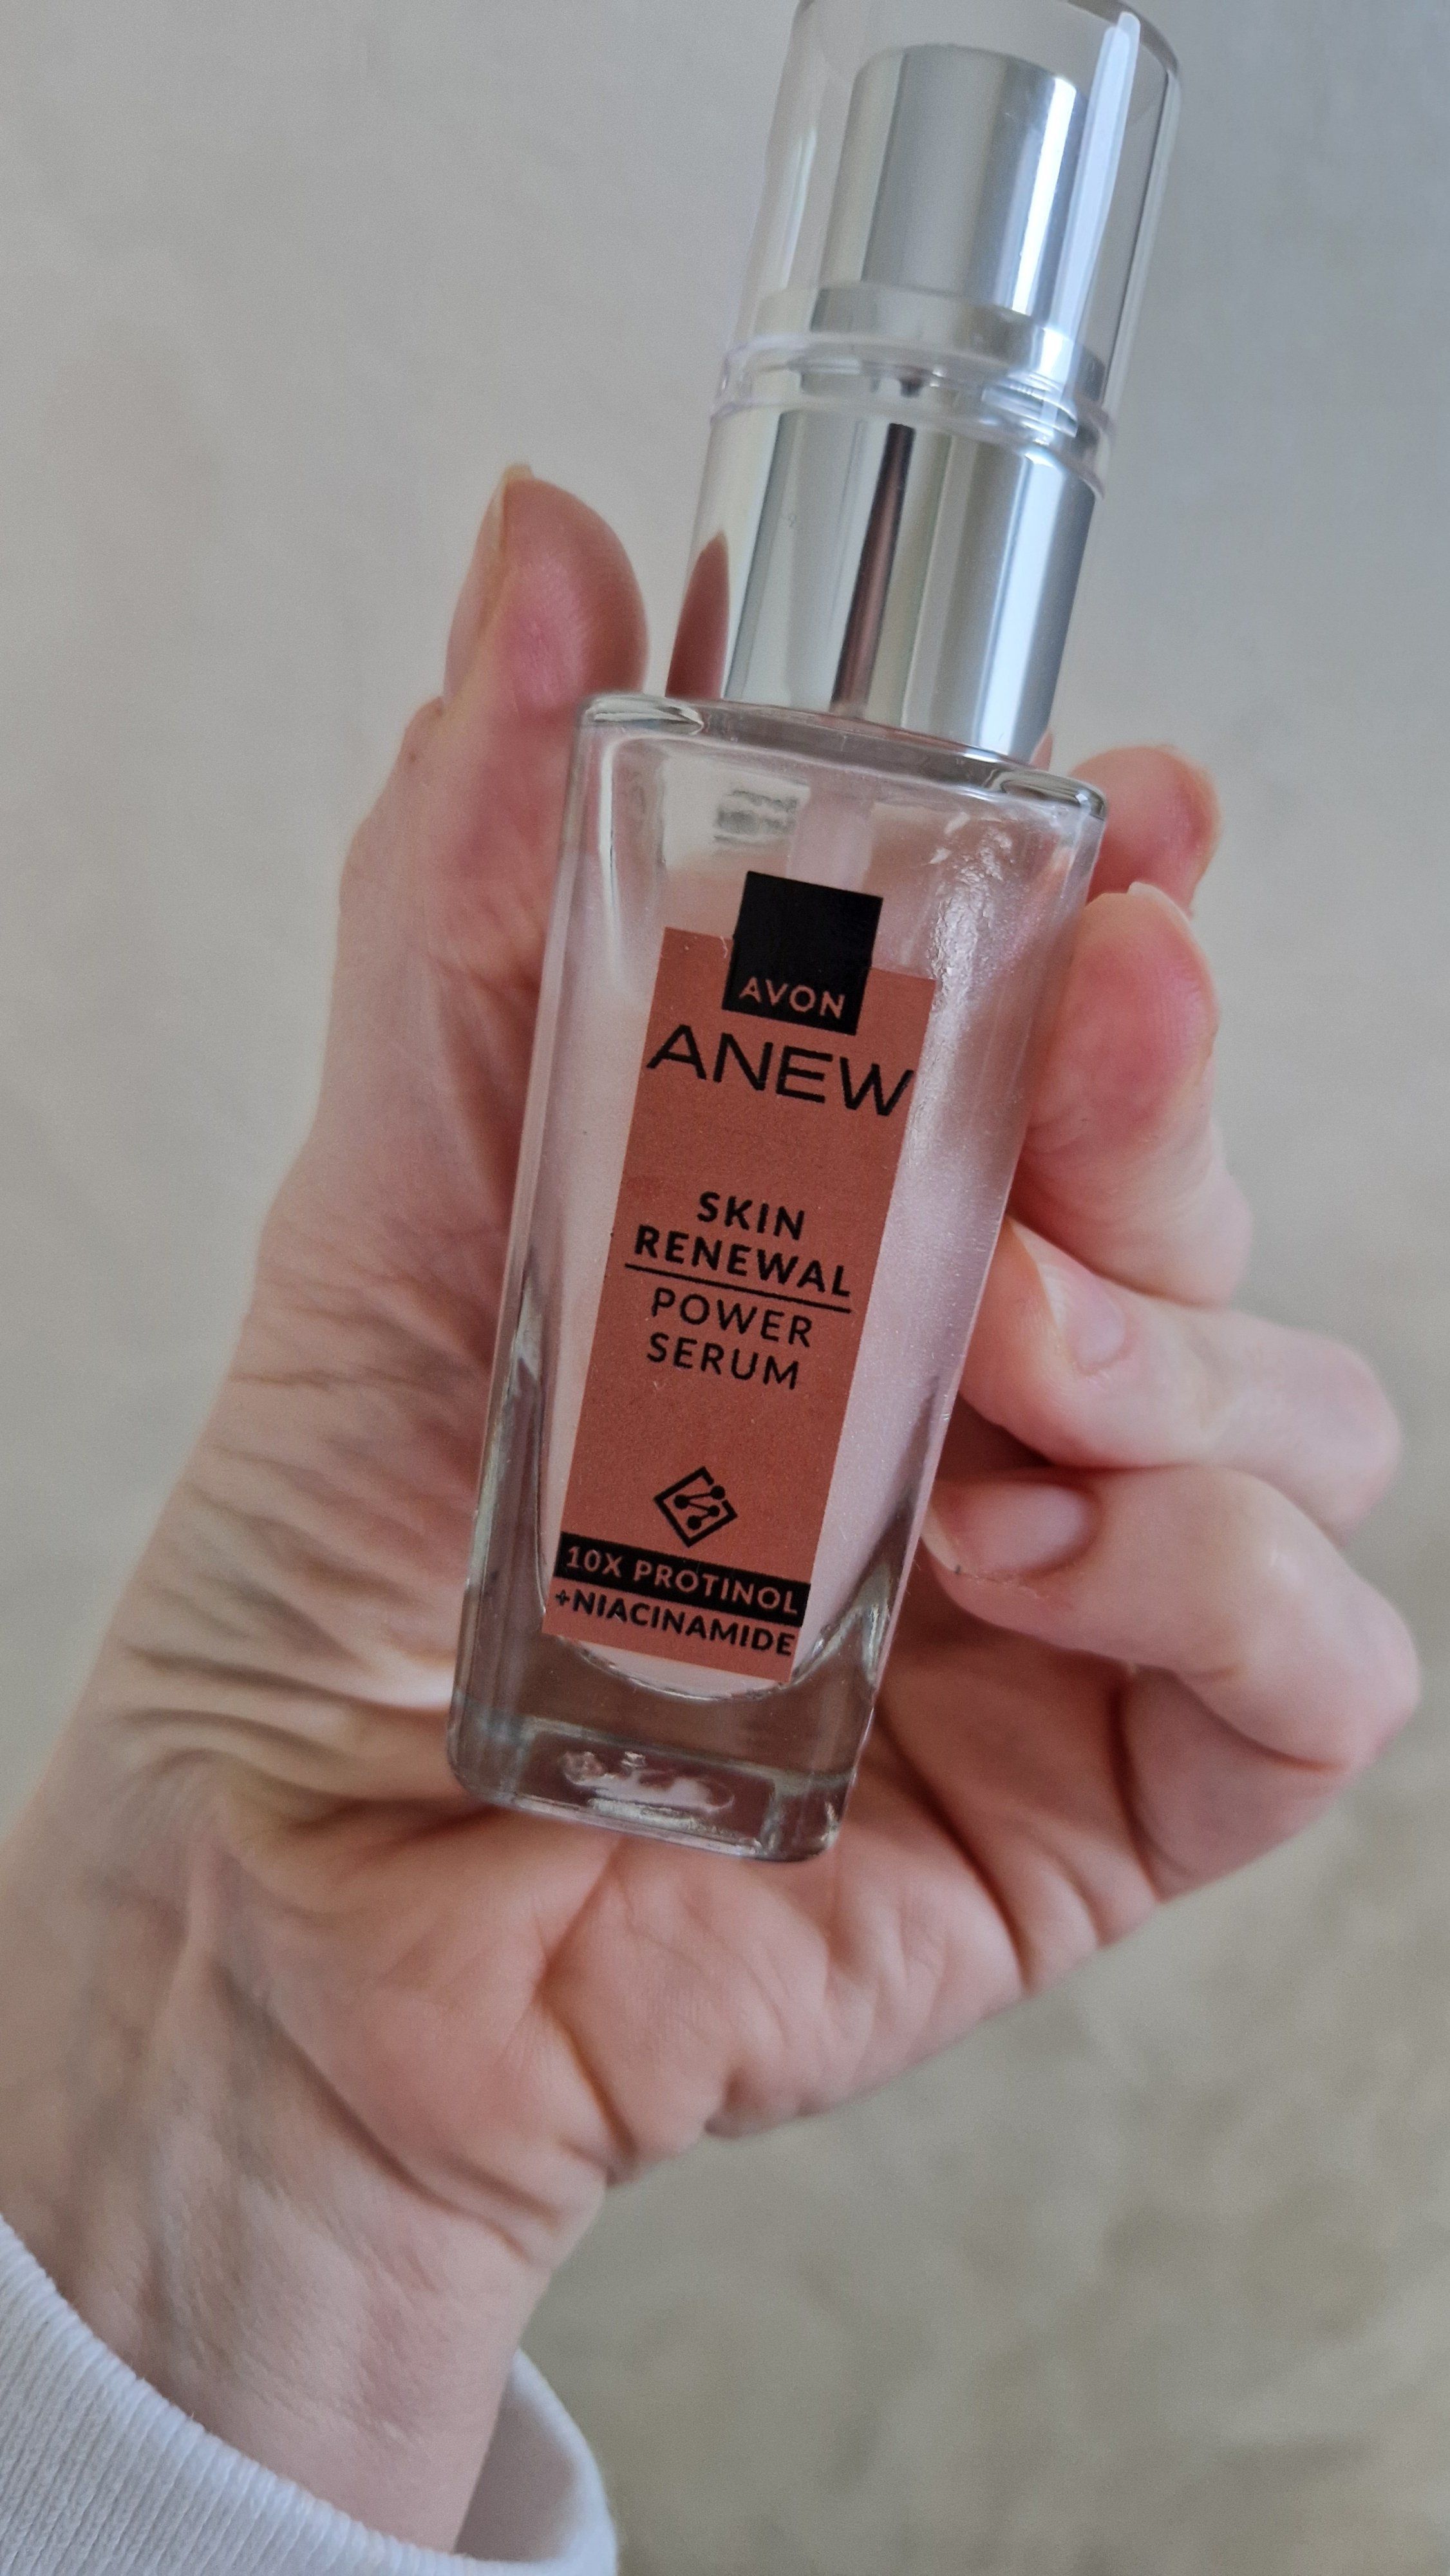 AVON
ANEW
SKIN
RENEWAL
POWER
SERUM
10X PROTINOL
+NIACINAMIDE